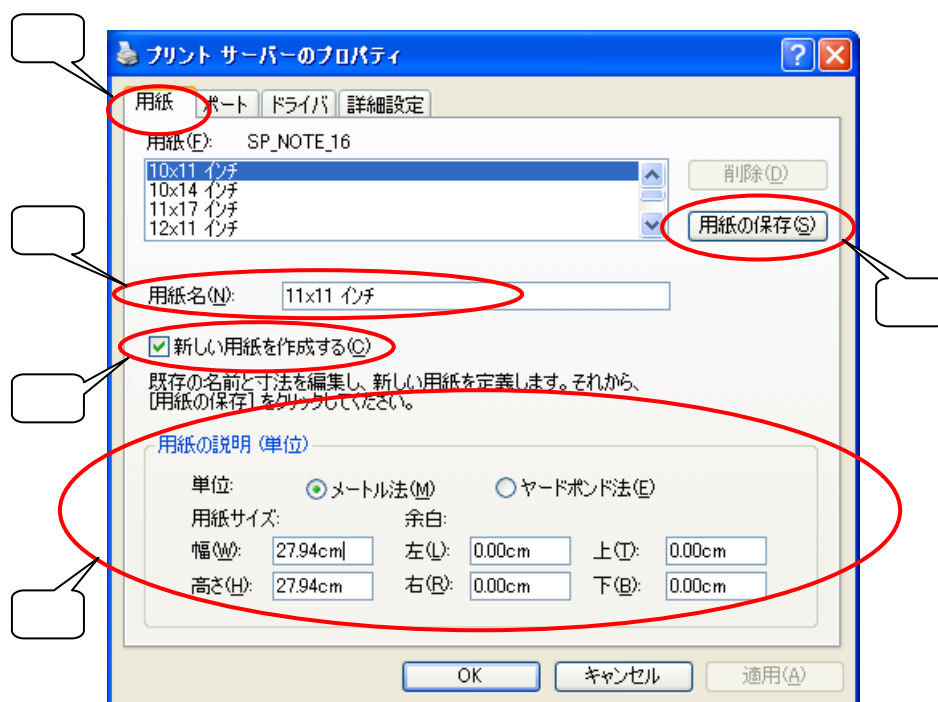 プリント サーバーのプロパティ
用紙 ポート ドライバ 詳細設定
用紙(F): SP_NOTE_16
10x11 インチ
10x14 インチ
11x17 インチ
12x11 インチ
削除(D)
用紙の保存(S)
用紙名(N): 11x11 インチ
新しい用紙を作成する(C)
既存の名前と寸法を編集し、新しい用紙を定義します。それから、
[用紙の保存] をクリックしてください。
用紙の説明 (単位)
単位: メートル法(M) ヤードポンド法(E)
用紙サイズ: 余白:
幅(W): 27.94cm 左(L): 0.00cm 上(T): 0.00cm
高さ(H): 27.94cm 右(R): 0.00cm 下(B): 0.00cm
OK キャンセル 適用(A)